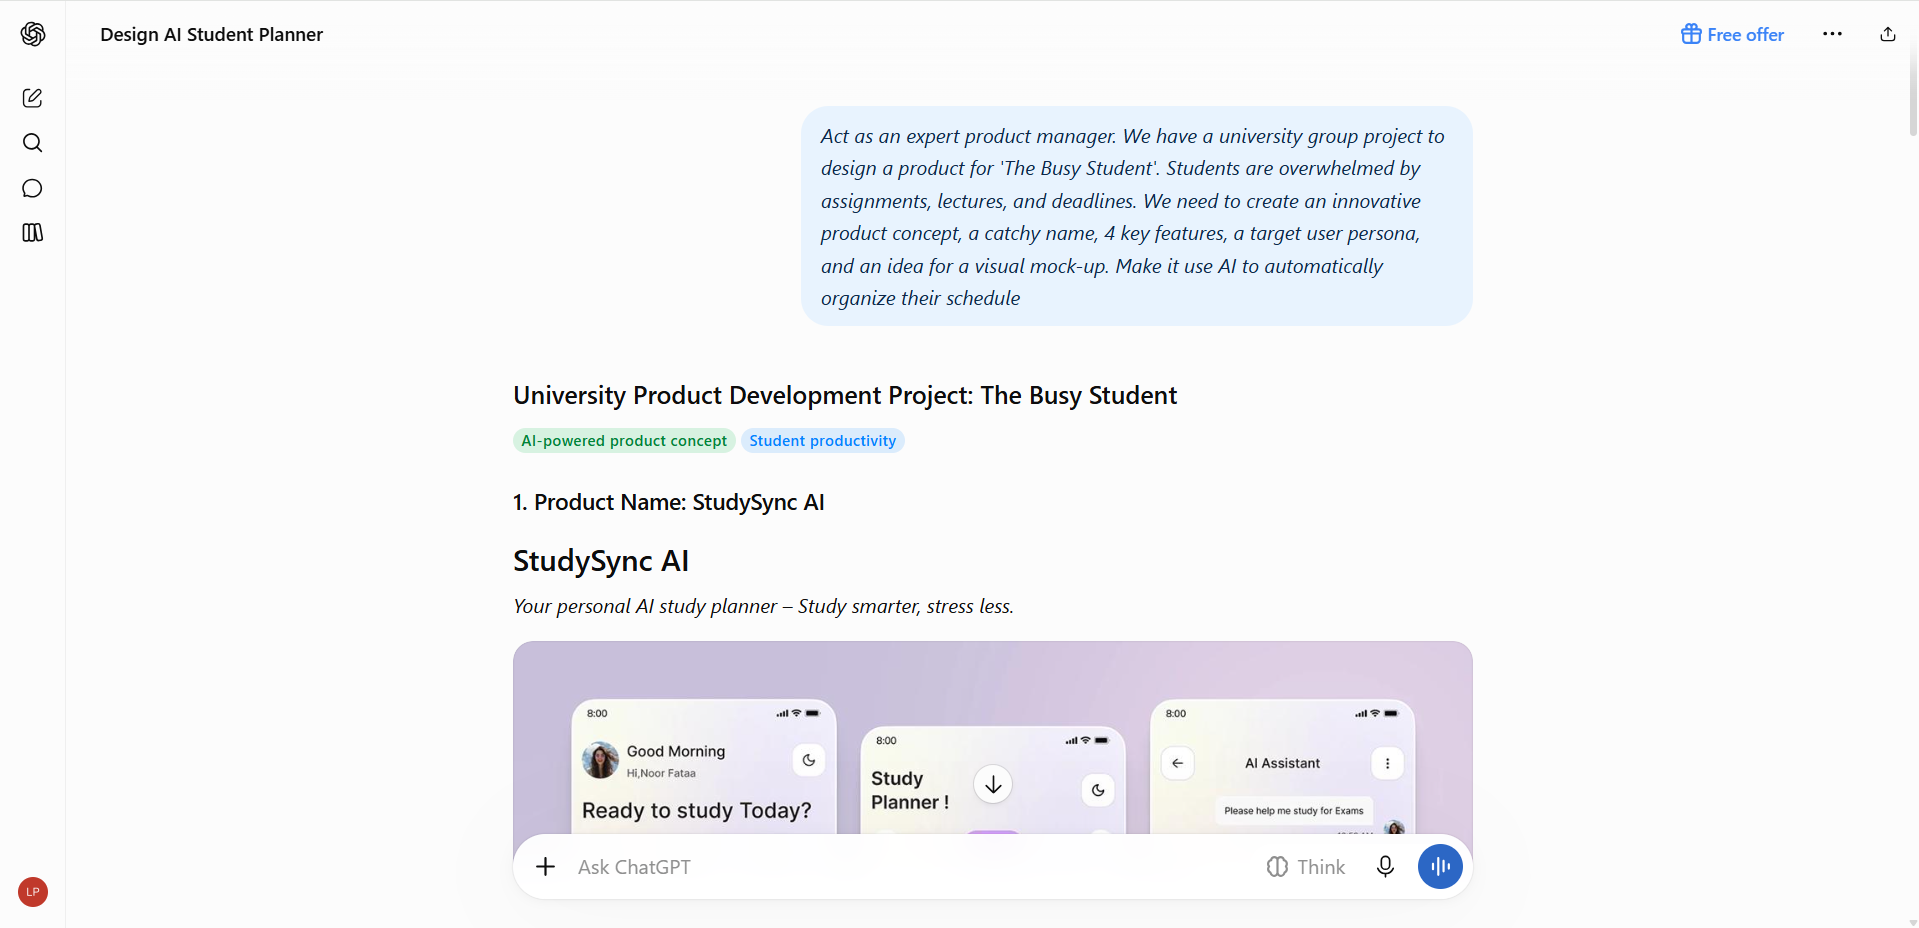 Design AI Student Planner
Free offer
Act as an expert product manager. We have a university group project to
design a product for 'The Busy Student'. Students are overwhelmed by
assignments, lectures, and deadlines. We need to create an innovative
product concept, a catchy name, 4 key features, a target user persona,
and an idea for a visual mock-up. Make it use AI to automatically
organize their schedule
University Product Development Project: The Busy Student
AI-powered product concept
Student productivity
1. Product Name: StudySync AI
StudySync AI
Your personal AI study planner – Study smarter, stress less.
8:00
Good Morning
Hi,Noor Fataa
Ready to study Today?
8:00
Study
Planner !
8:00
AI Assistant
Please help me study for Exams
Ask ChatGPT
Think
LP